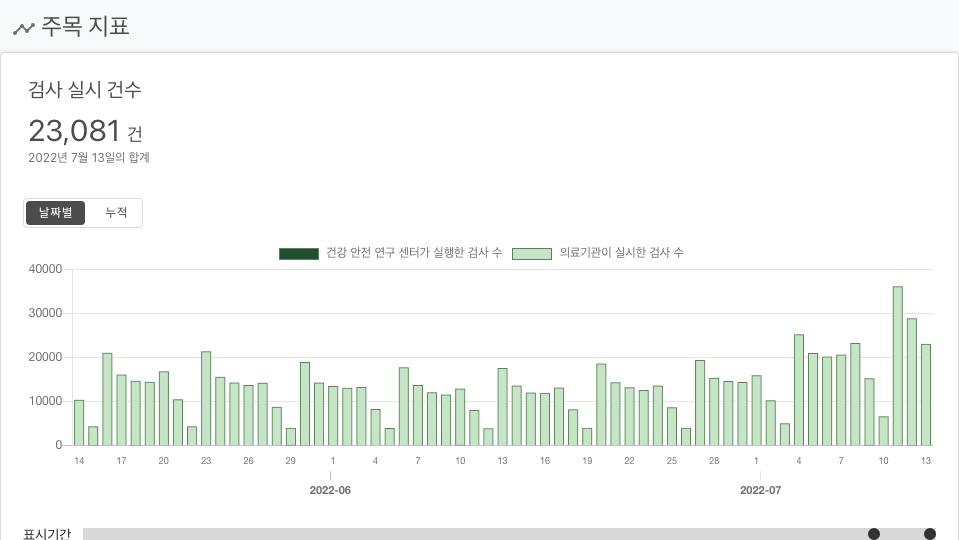 주목 지표
검사 실시 건수
23,081 건
2022년 7월 13일의 합계
날짜별 누적
건강 안전 연구 센터가 실행한 검사 수 의료기관이 실시한 검사 수
40000
30000
20000
10000
0
14 17 20 23 26 29 1 4 7 10 13 16 19 22 25 28 1 4 7 10 13
2022-06 2022-07
표시기간